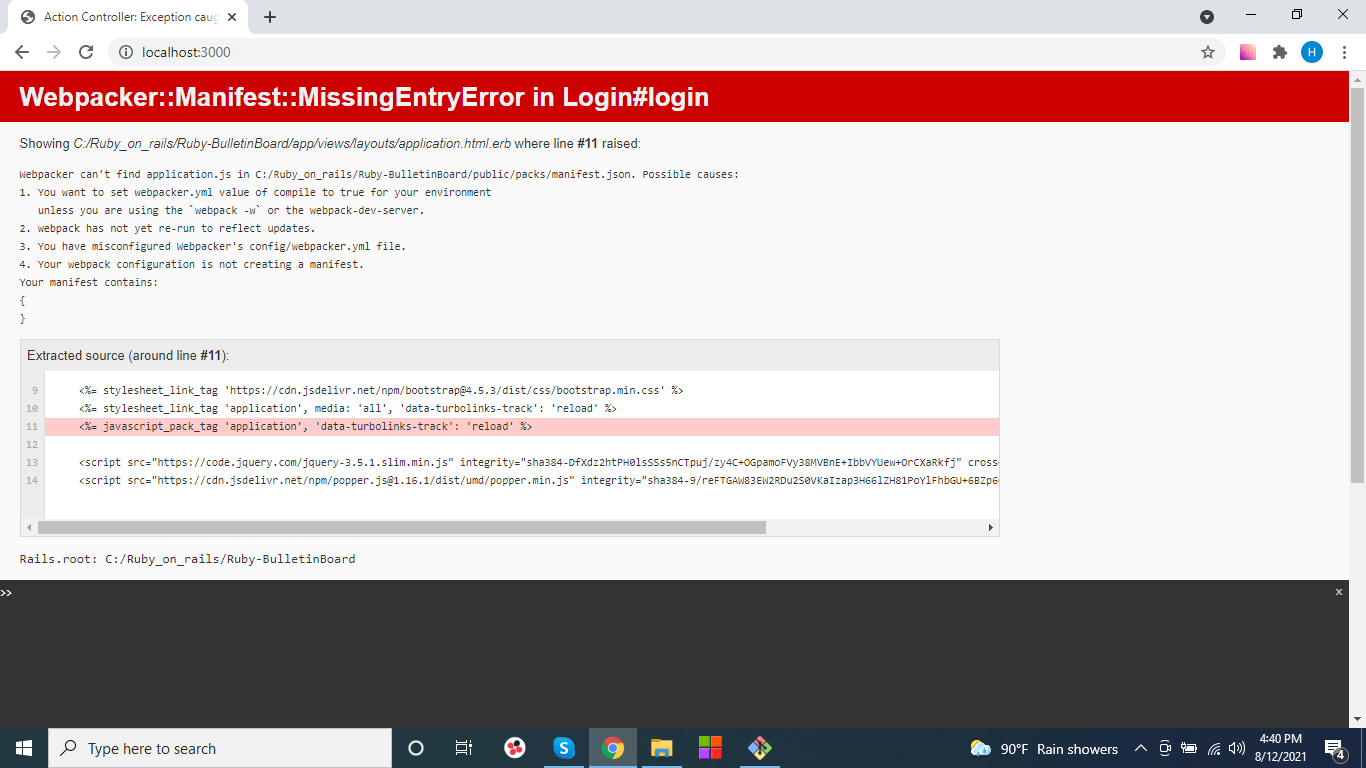 Action Controller: Exception caug
localhost:3000
H
Webpacker::Manifest::MissingEntryError in Login#login
Showing C:/Ruby_on_rails/Ruby-BulletinBoard/app/views/layouts/application.html.erb where line #11 raised:
Webpacker can't find application.js in C:/Ruby_on_rails/Ruby-BulletinBoard/public/packs/manifest.json. Possible causes:
1. You want to set webpacker.yml value of compile to true for your environment
unless you are using the `webpack -w` or the webpack-dev-server.
2. webpack has not yet re-run to reflect updates.
3. You have misconfigured Webpacker's config/webpacker.yml file.
4. Your webpack configuration is not creating a manifest.
Your manifest contains:
{
}
Extracted source (around line #11):
9 <%= stylesheet_link_tag 'https://cdn.jsdelivr.net/npm/bootstrap@4.5.3/dist/css/bootstrap.min.css' %>
10 <%= stylesheet_link_tag 'application', media: 'all', 'data-turbolinks-track': 'reload' %>
11 <%= javascript_pack_tag 'application', 'data-turbolinks-track': 'reload' %>
12
13 <script src="https://code.jquery.com/jquery-3.5.1.slim.min.js" integrity="sha384-DfXdz2htPH0lsSSs5nCTpuj/zy4C+OGpamoFVy38MVBnE+IbbVYUew+OrCXaRkfj" cross
14 <script src="https://cdn.jsdelivr.net/npm/popper.js@1.16.1/dist/umd/popper.min.js" integrity="sha384-9/reFTGAW83EW2RDu2S0VKaIzap3H66lZH81PoYlFhbGU+6BZp6
Rails.root: C:/Ruby_on_rails/Ruby-BulletinBoard
>>
x
Type here to search
S
90°F Rain showers
4:40 PM
8/12/2021
4